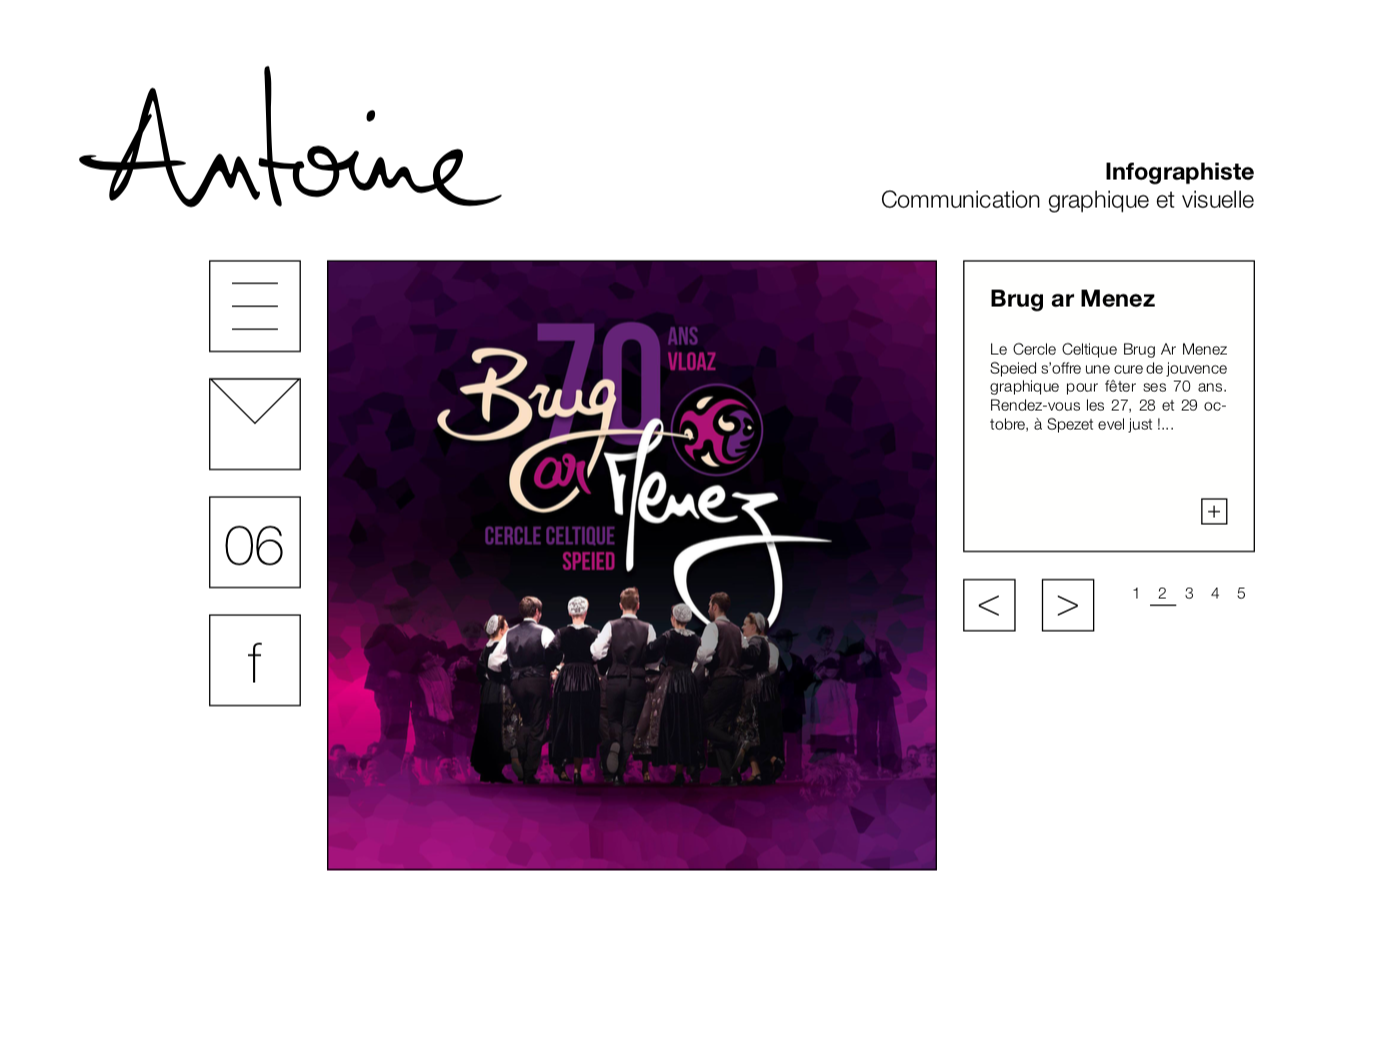 Antoine
Infographiste
Communication graphique et visuelle
06
f
70 ANS
VLOAZ
Brug
ar Menez
CERCLE CELTIQUE
SPEIED
Brug ar Menez
Le Cercle Celtique Brug Ar Menez
Speied s'offre une cure de jouvence
graphique pour fêter ses 70 ans.
Rendez-vous les 27, 28 et 29 oc-
tobre, à Spezet evel just !...
+
< > 1 2 3 4 5